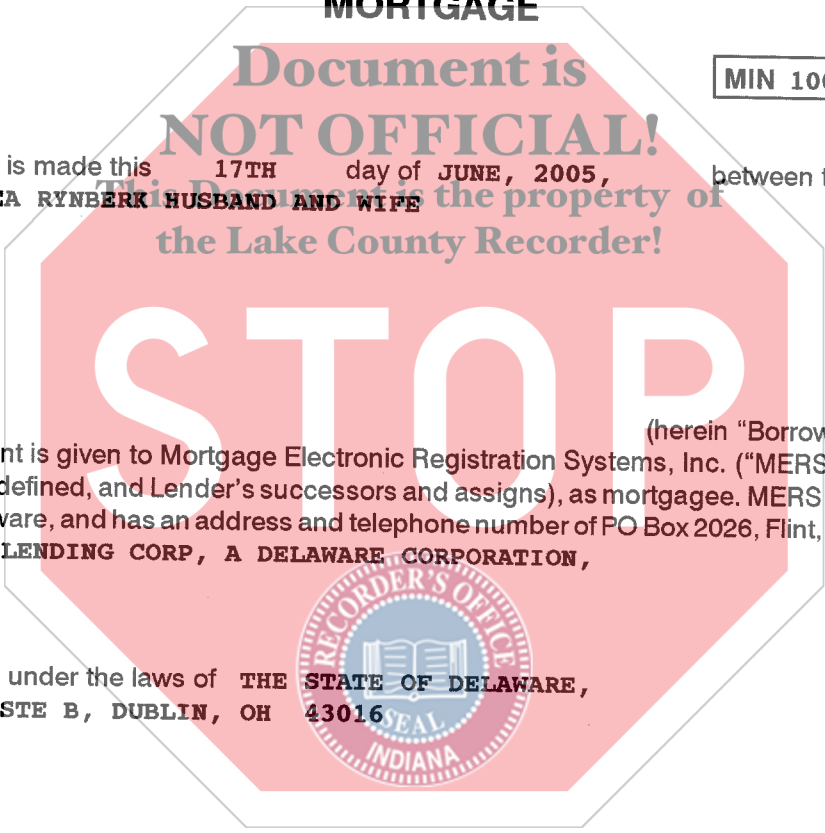 MORTGAGE
Document is
MIN 100
NOT OFFICIAL!
is made this 17TH day of JUNE, 2005, between
This Document is the property of
A RYNBERK HUSBAND AND WIFE
the Lake County Recorder!
STOP
(herein “Borrow
nt is given to Mortgage Electronic Registration Systems, Inc. (“MERS
defined, and Lender's successors and assigns), as mortgagee. MERS
ware, and has an address and telephone number of PO Box 2026, Flint,
LENDING CORP, A DELAWARE CORPORATION,
RECORDER'S OFFICE
under the laws of THE STATE OF DELAWARE,
STE B, DUBLIN, OH 43016
SEAL
INDIANA